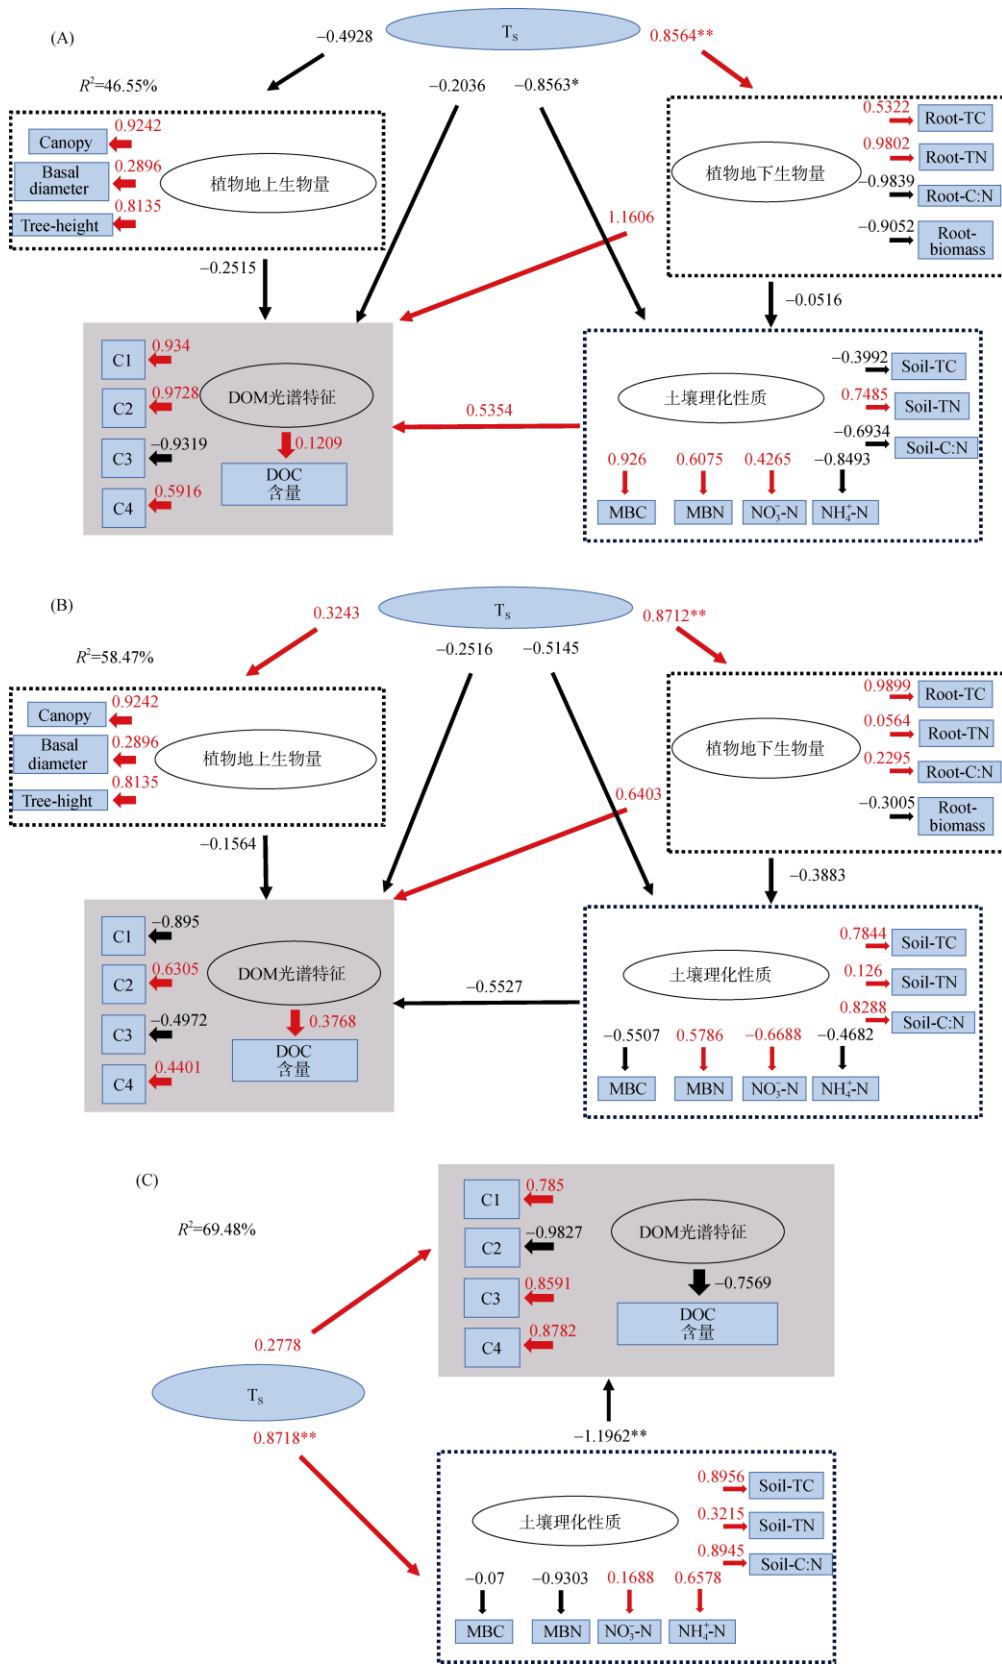 (A)
T_s
−0.4928
0.8564**
R²=46.55%
−0.2036
−0.8563*
0.5322
0.9242
Root-TC
Canopy
0.9802
0.2896
Root-TN
Basal
diameter
植物地上生物量
植物地下生物量
−0.9839
Root-C:N
0.8135
1.1606
−0.9052
Tree-height
Root-
biomass
−0.2515
−0.0516
0.934
−0.3992
C1
Soil-TC
0.9728
DOM光谱特征
土壤理化性质
0.7485
C2
0.5354
Soil-TN
−0.9319
0.1209
−0.6934
C3
Soil-C:N
0.926
0.6075
0.4265
−0.8493
0.5916
DOC
含量
C4
MBC
MBN
NO₃⁻-N
NH₄⁺-N
(B)
T_s
0.3243
0.8712**
R²=58.47%
−0.2516
−0.5145
0.9899
0.9242
Root-TC
Canopy
0.0564
0.2896
Root-TN
Basal
diameter
植物地上生物量
植物地下生物量
0.2295
Root-C:N
0.8135
0.6403
−0.3005
Tree-hight
Root-
biomass
−0.1564
−0.3883
−0.895
0.7844
C1
Soil-TC
0.6305
DOM光谱特征
土壤理化性质
0.126
C2
−0.5527
Soil-TN
−0.4972
0.3768
0.8288
C3
Soil-C:N
−0.5507
0.5786
−0.6688
−0.4682
0.4401
DOC
含量
C4
MBC
MBN
NO₃⁻-N
NH₄⁺-N
(C)
R²=69.48%
0.785
C1
−0.9827
DOM光谱特征
C2
0.8591
−0.7569
C3
DOC
含量
0.8782
C4
0.2778
T_s
0.8718**
−1.1962**
0.8956
Soil-TC
土壤理化性质
0.3215
Soil-TN
0.8945
Soil-C:N
−0.07
−0.9303
0.1688
0.6578
MBC
MBN
NO₃⁻-N
NH₄⁺-N